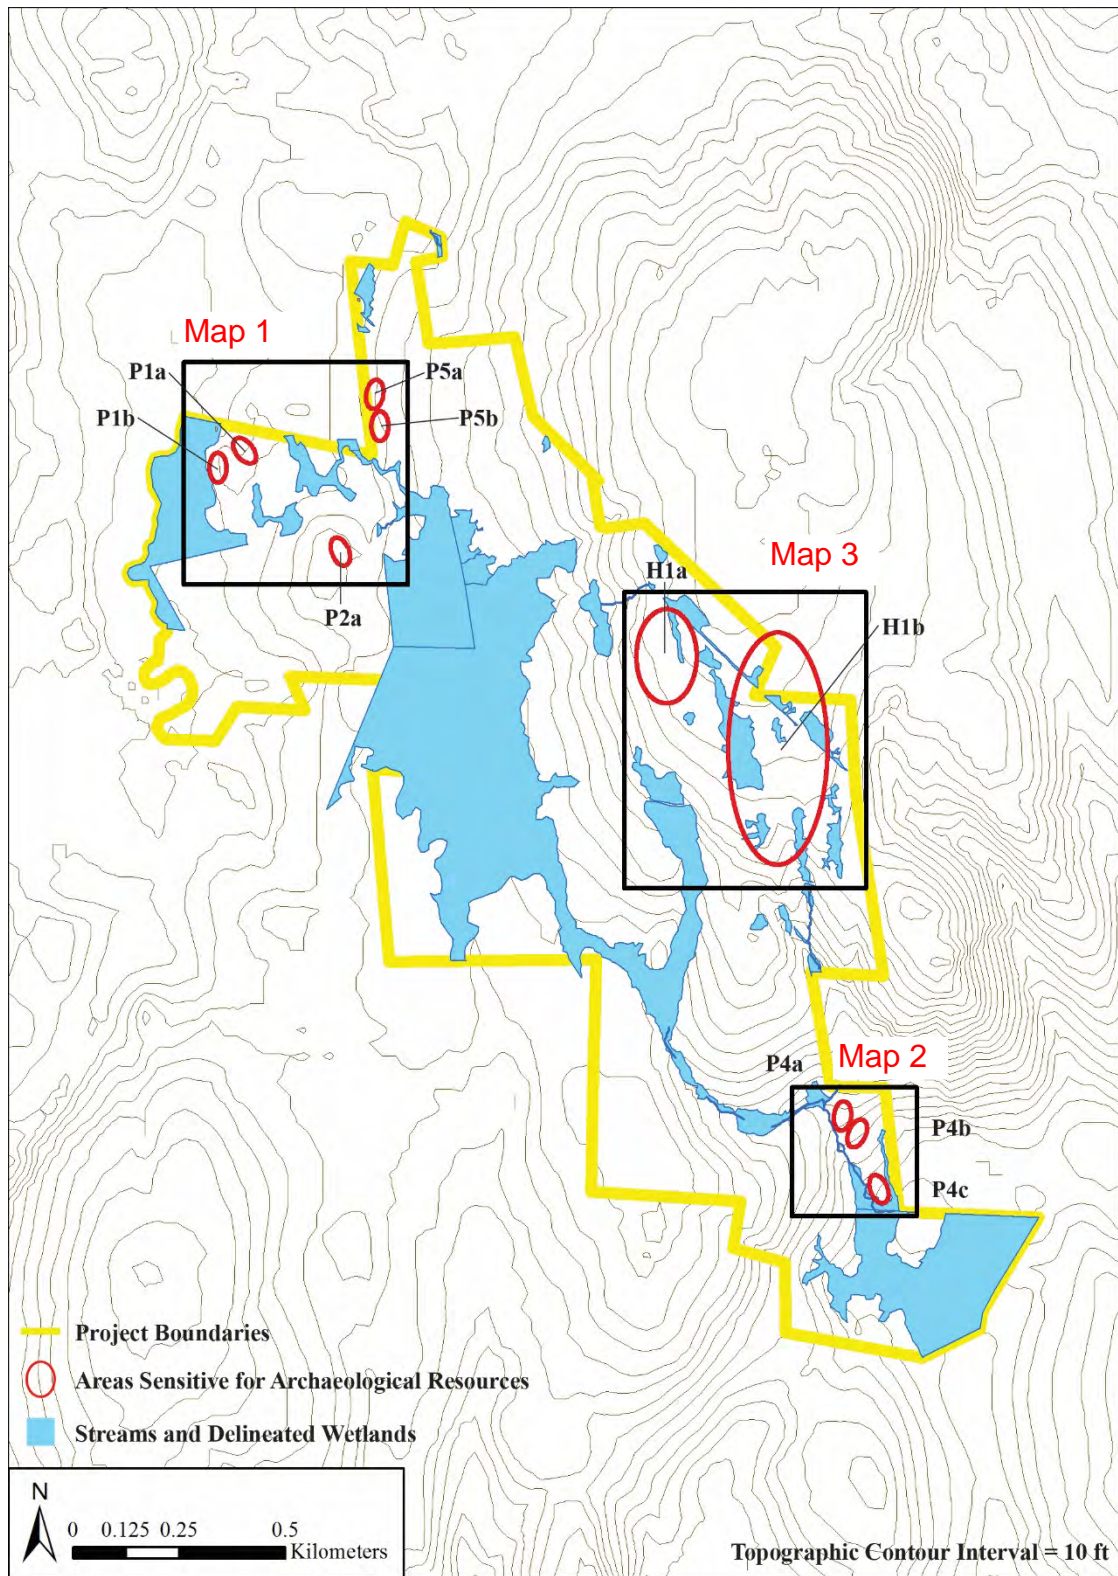 Map 1
P1a
P5a
P1b
P5b
Map 3
H1a
P2a
H1b
Map 2
P4a
P4b
P4c
Project Boundaries
Areas Sensitive for Archaeological Resources
Streams and Delineated Wetlands
N
0 0.125 0.25 0.5
Kilometers
Topographic Contour Interval = 10 ft